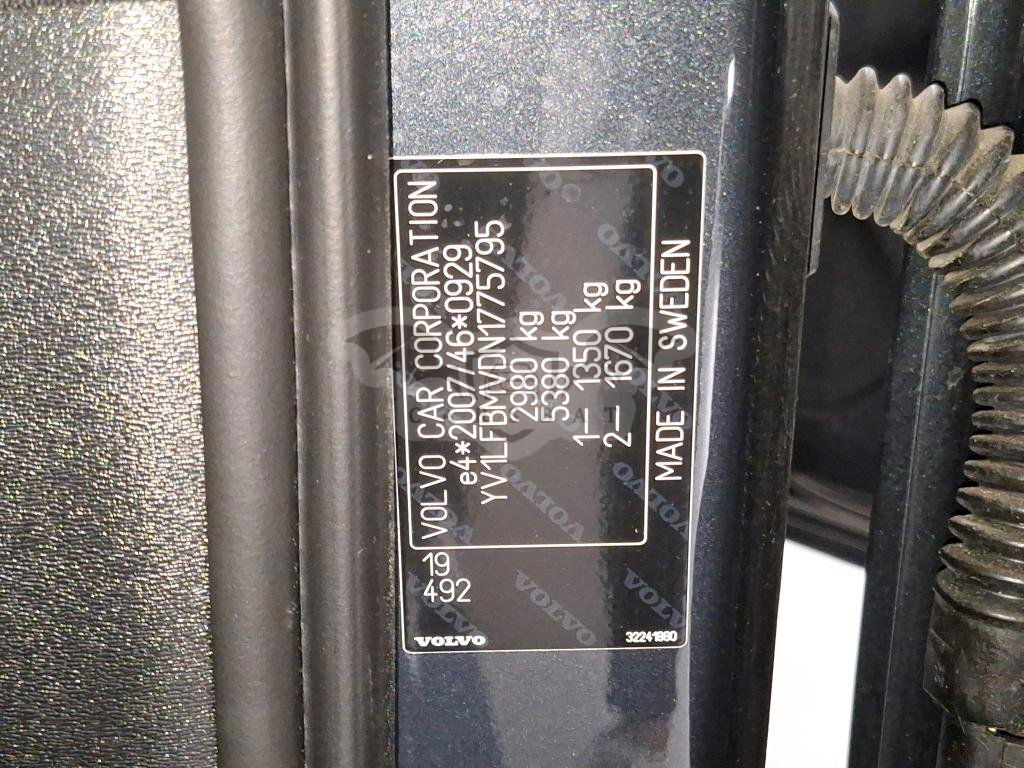 VOLVO CAR CORPORATION
e4*2007/46*0929
YV1LFBMVDN1775795
2980 kg
5380 kg
1— 1350 kg
2— 1670 kg
MADE IN SWEDEN
19
492
VOLVO
32241880